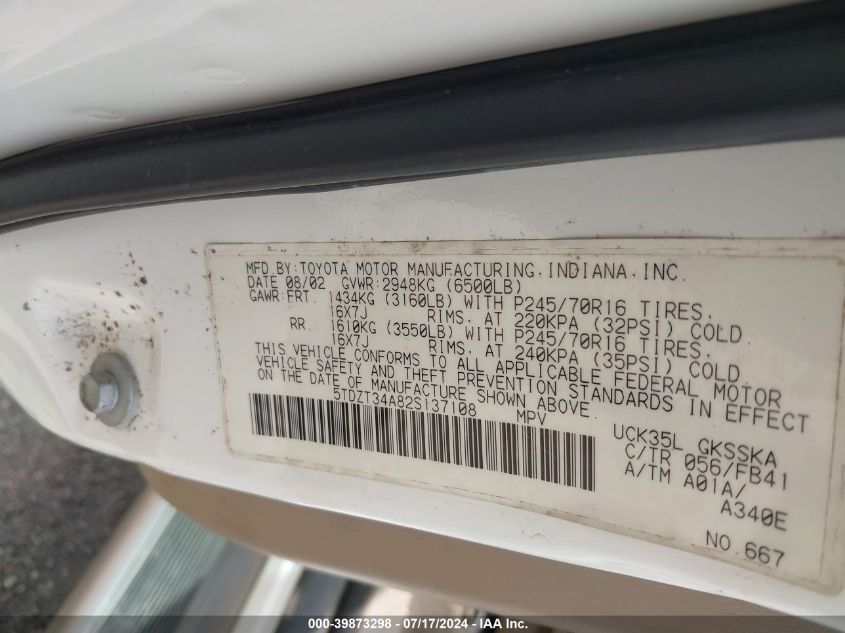 MFD.BY:TOYOTA MOTOR MANUFACTURING,INDIANA,INC.
DATE 08/02 GVWR:2948KG (6500LB)
GAWR:FRT 1434KG (3160LB) WITH P245/70R16 TIRES,
16X7J RIMS, AT 220KPA (32PSI) COLD.
RR 1610KG (3550LB) WITH P245/70R16 TIRES,
16X7J RIMS, AT 240KPA (35PSI) COLD.
THIS VEHICLE CONFORMS TO ALL APPLICABLE FEDERAL MOTOR
VEHICLE SAFETY AND THEFT PREVENTION STANDARDS IN EFFECT
ON THE DATE OF MANUFACTURE SHOWN ABOVE.
5TDZT34A82S137108 MPV
UCK35L GKSSKA
C/TR 056/FB41
A/TM A01A/
A340E
NO.667
000-39873298 - 07/17/2024 - IAAI INC.